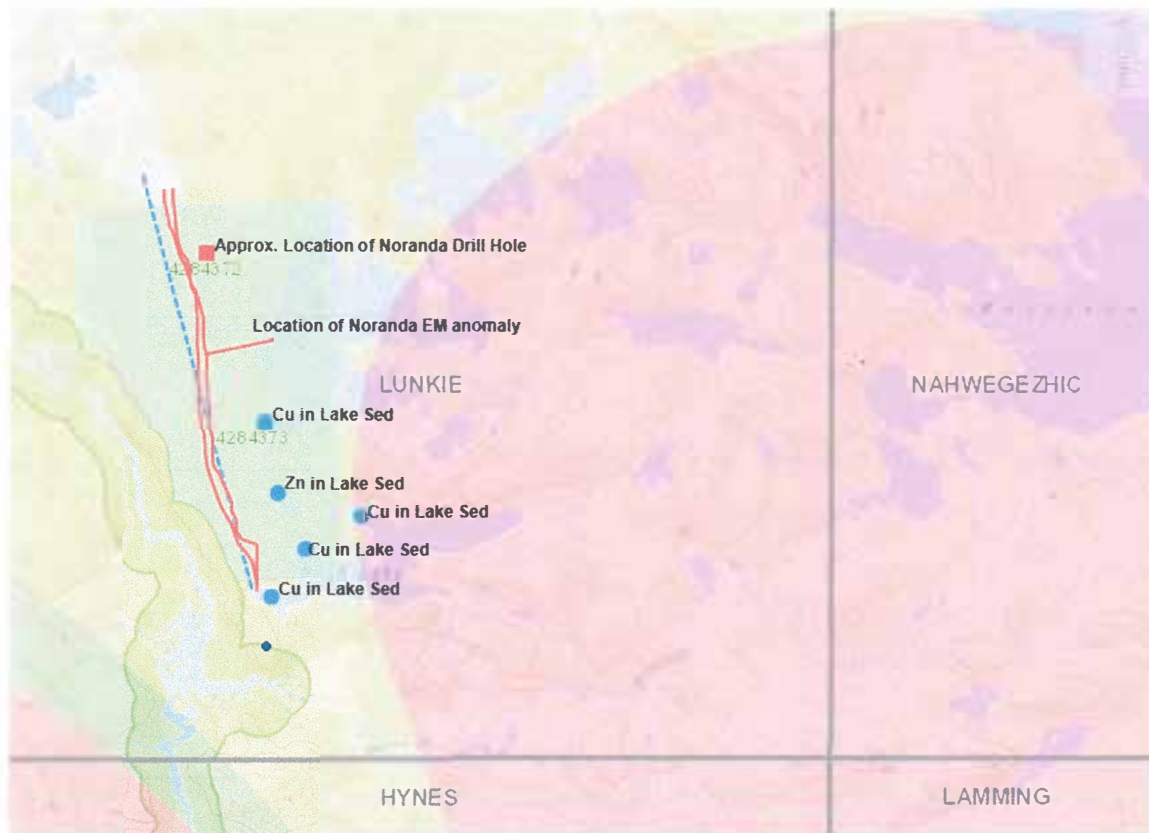 Approx. Location of Noranda Drill Hole
4284372
Location of Noranda EM anomaly
LUNKIE
NAHWEGEZHIC
Cu in Lake Sed
4284373
Zn in Lake Sed
Cu in Lake Sed
Cu in Lake Sed
Cu in Lake Sed
HYNES
LAMMING